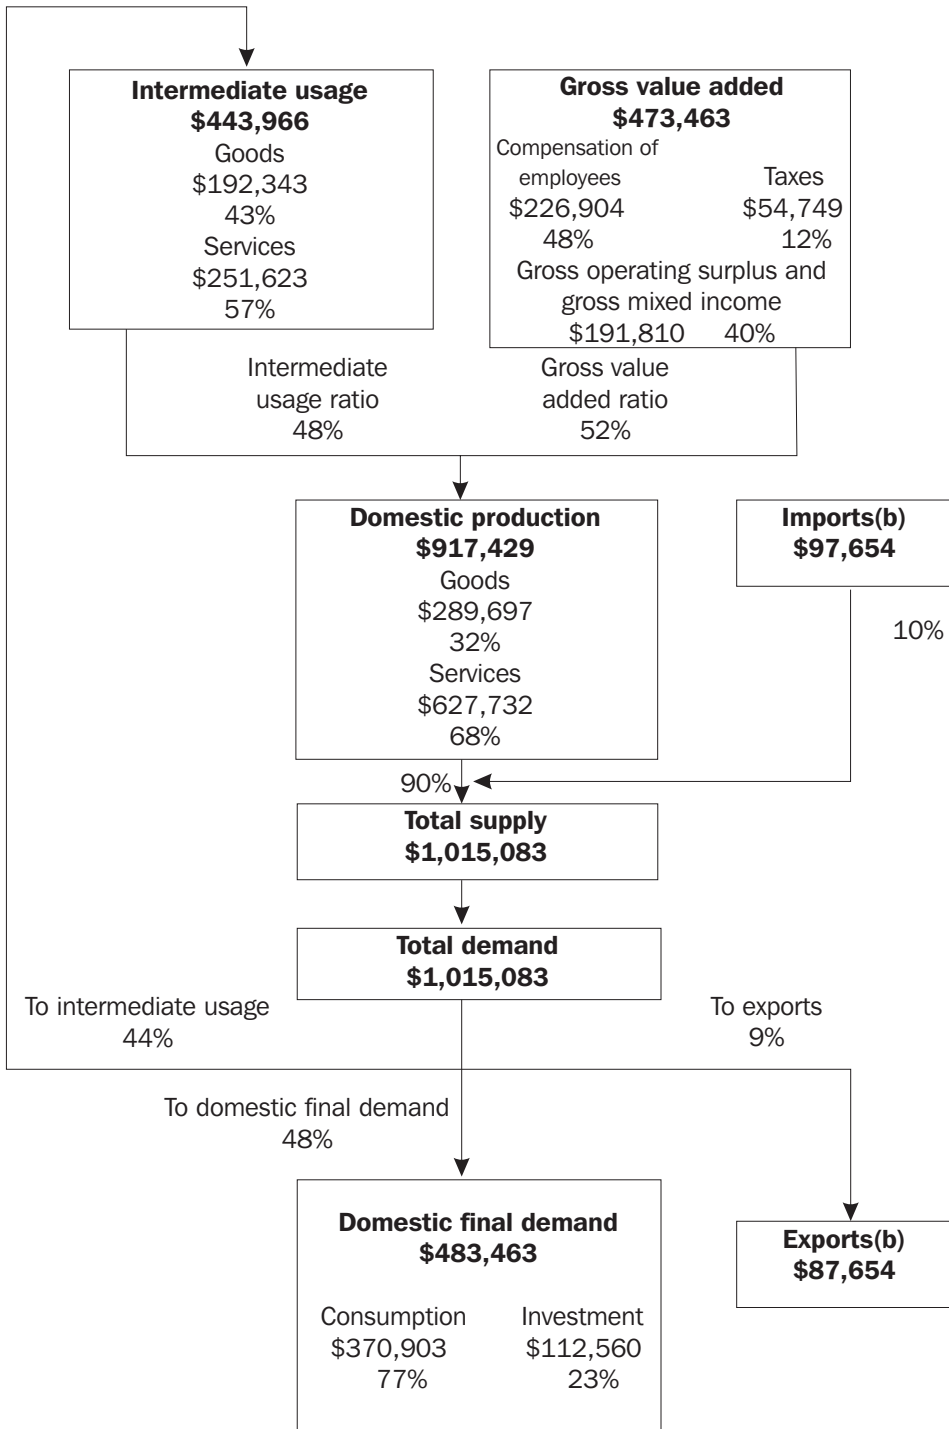 Intermediate usage
$443,966
Goods
$192,343
43%
Services
$251,623
57%
Gross value added
$473,463
Compensation of
employees
$226,904
48%
Taxes
$54,749
12%
Gross operating surplus and
gross mixed income
$191,810 40%
Intermediate
usage ratio
48%
Gross value
added ratio
52%
Domestic production
$917,429
Goods
$289,697
32%
Services
$627,732
68%
Imports(b)
$97,654
10%
90%
Total supply
$1,015,083
Total demand
$1,015,083
To intermediate usage
44%
To exports
9%
To domestic final demand
48%
Domestic final demand
$483,463
Consumption
$370,903
77%
Investment
$112,560
23%
Exports(b)
$87,654